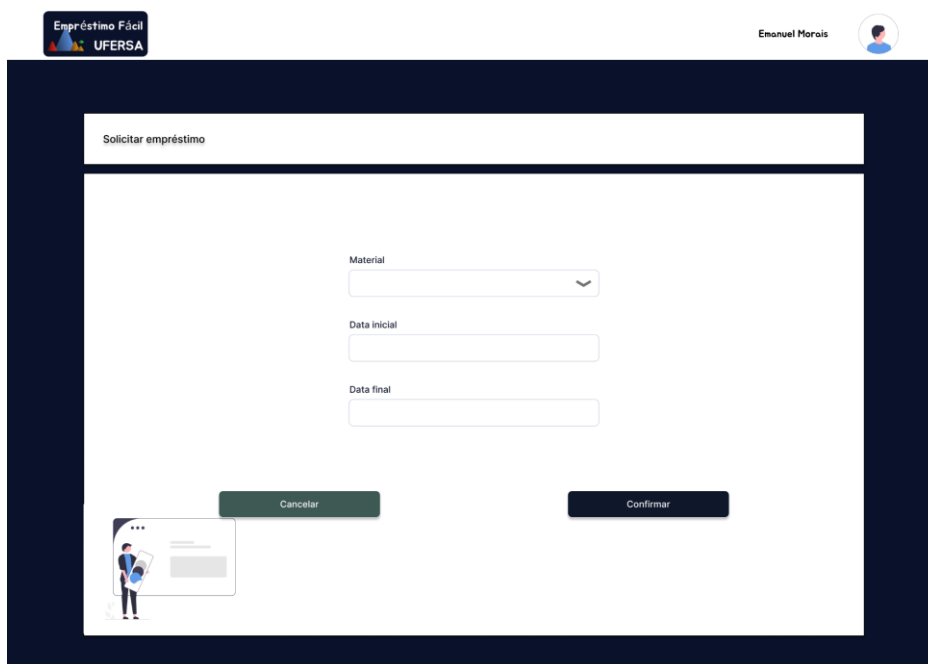 Empréstimo Fácil
UFERSA
Emanuel Morais
Solicitar empréstimo
Material
Data inicial
Data final
Cancelar
Confirmar